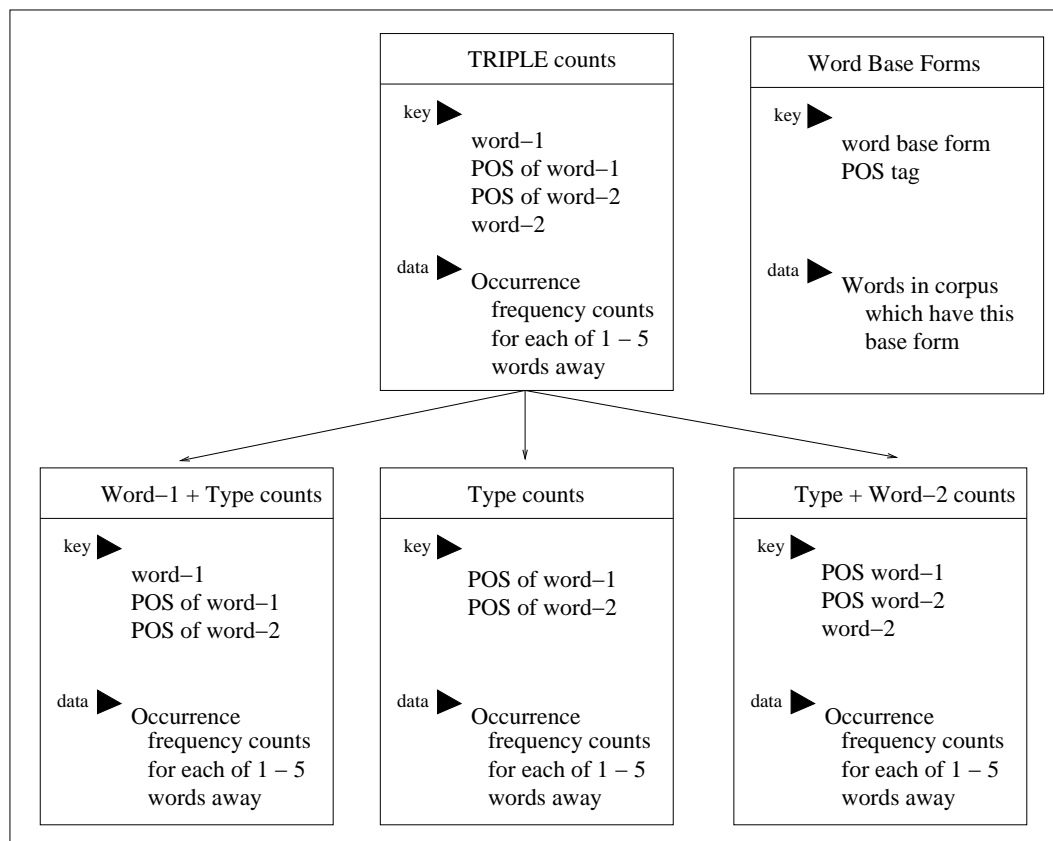 TRIPLE counts
key
word−1
POS of word−1
POS of word−2
word−2
data
Occurrence
frequency counts
for each of 1 − 5
words away
Word Base Forms
key
word base form
POS tag
data
Words in corpus
which have this
base form
Word−1 + Type counts
key
word−1
POS of word−1
POS of word−2
data
Occurrence
frequency counts
for each of 1 − 5
words away
Type counts
key
POS of word−1
POS of word−2
data
Occurrence
frequency counts
for each of 1 − 5
words away
Type + Word−2 counts
key
POS word−1
POS word−2
word−2
data
Occurrence
frequency counts
for each of 1 − 5
words away